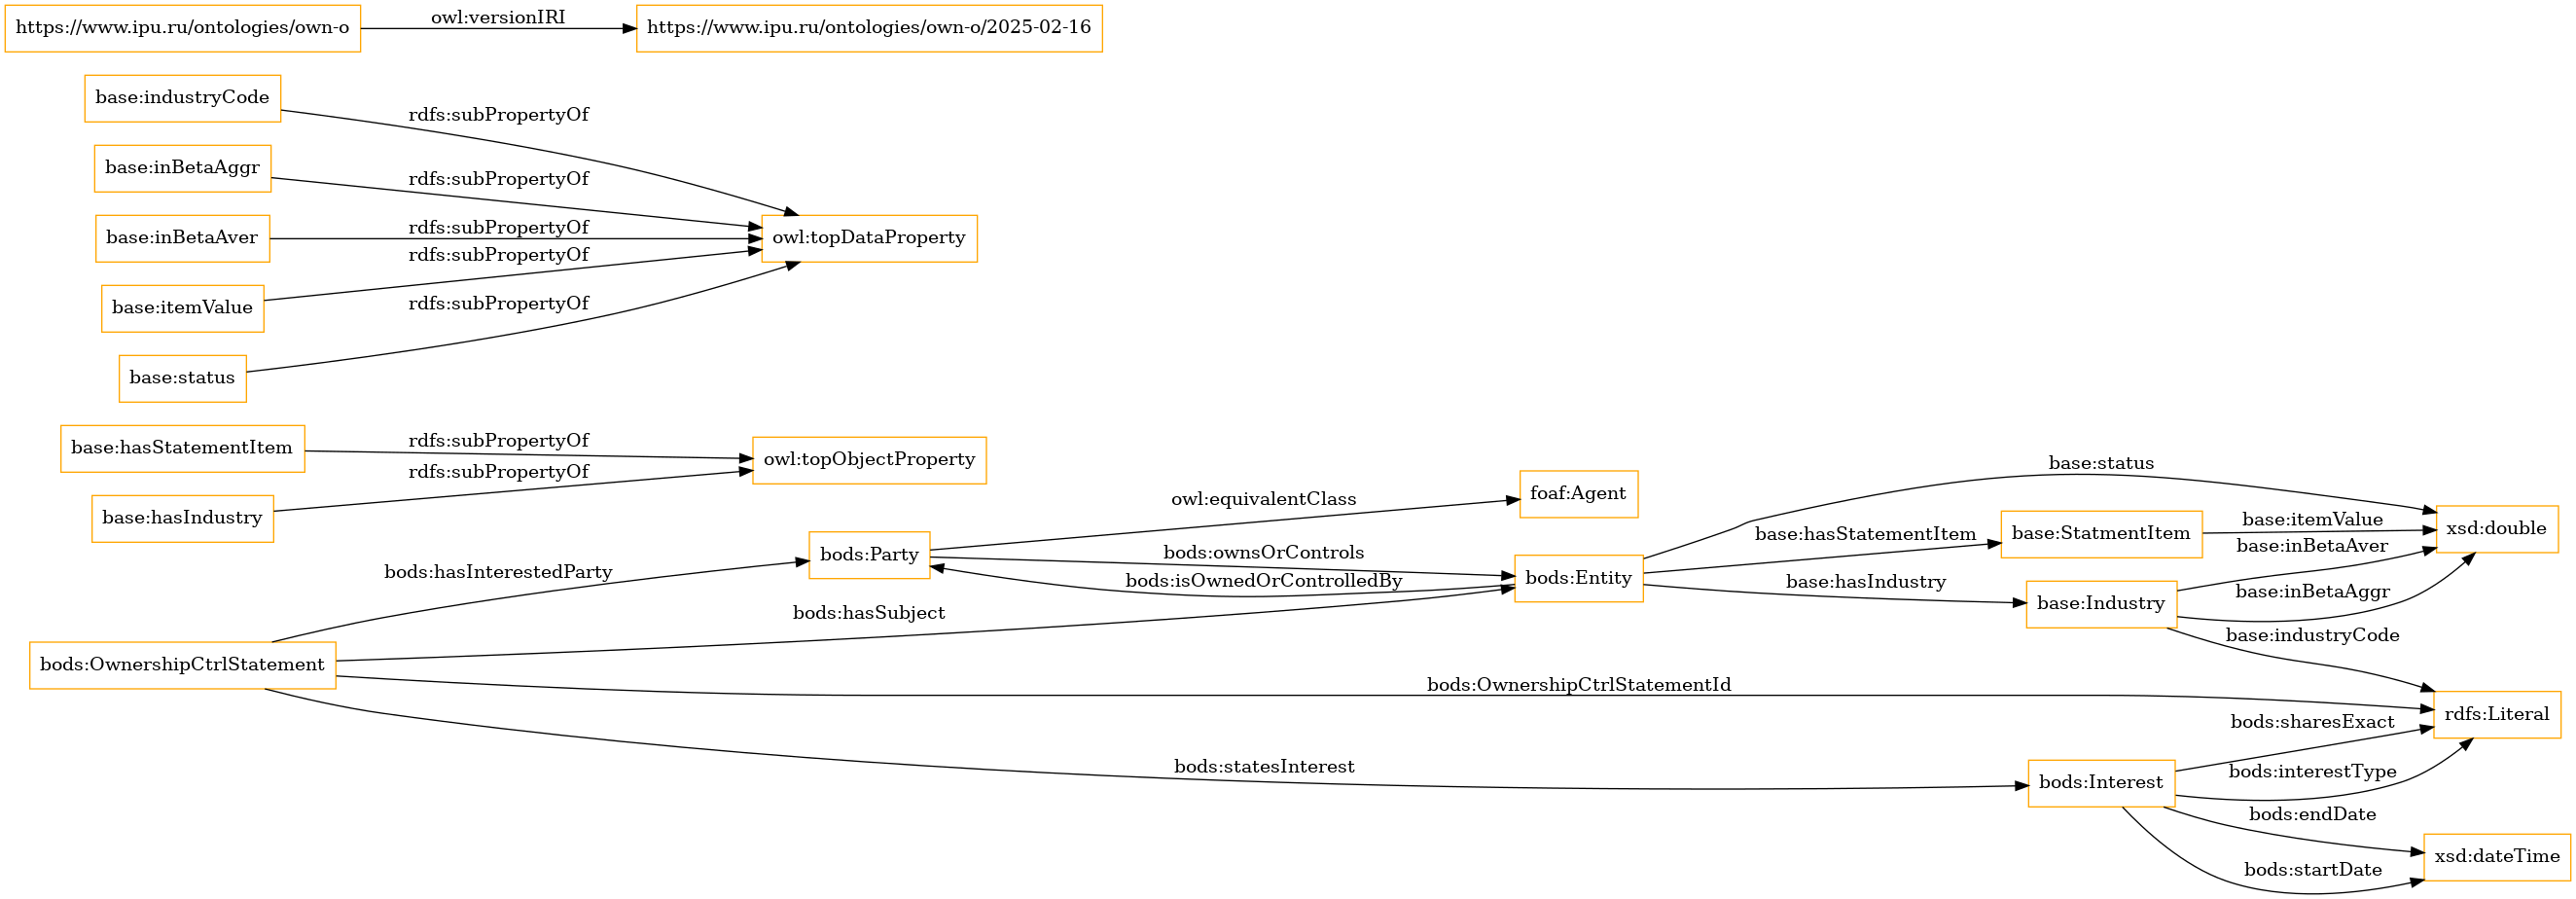 https://www.ipu.ru/ontologies/own-o
owl:versionIRI
https://www.ipu.ru/ontologies/own-o/2025-02-16
base:industryCode
rdfs:subPropertyOf
base:inBetaAggr
rdfs:subPropertyOf
base:inBetaAver
rdfs:subPropertyOf
owl:topDataProperty
rdfs:subPropertyOf
base:itemValue
rdfs:subPropertyOf
base:status
base:hasStatementItem
rdfs:subPropertyOf
owl:topObjectProperty
rdfs:subPropertyOf
base:hasIndustry
foaf:Agent
owl:equivalentClass
bods:Party
bods:ownsOrControls
bods:isOwnedOrControlledBy
bods:hasInterestedParty
bods:Entity
bods:hasSubject
bods:OwnershipCtrlStatement
base:status
base:hasStatementItem
base:StatmentItem
base:itemValue
xsd:double
base:inBetaAver
base:hasIndustry
base:Industry
base:inBetaAggr
base:industryCode
bods:OwnershipCtrlStatementId
rdfs:Literal
bods:sharesExact
bods:statesInterest
bods:Interest
bods:interestType
bods:endDate
xsd:dateTime
bods:startDate